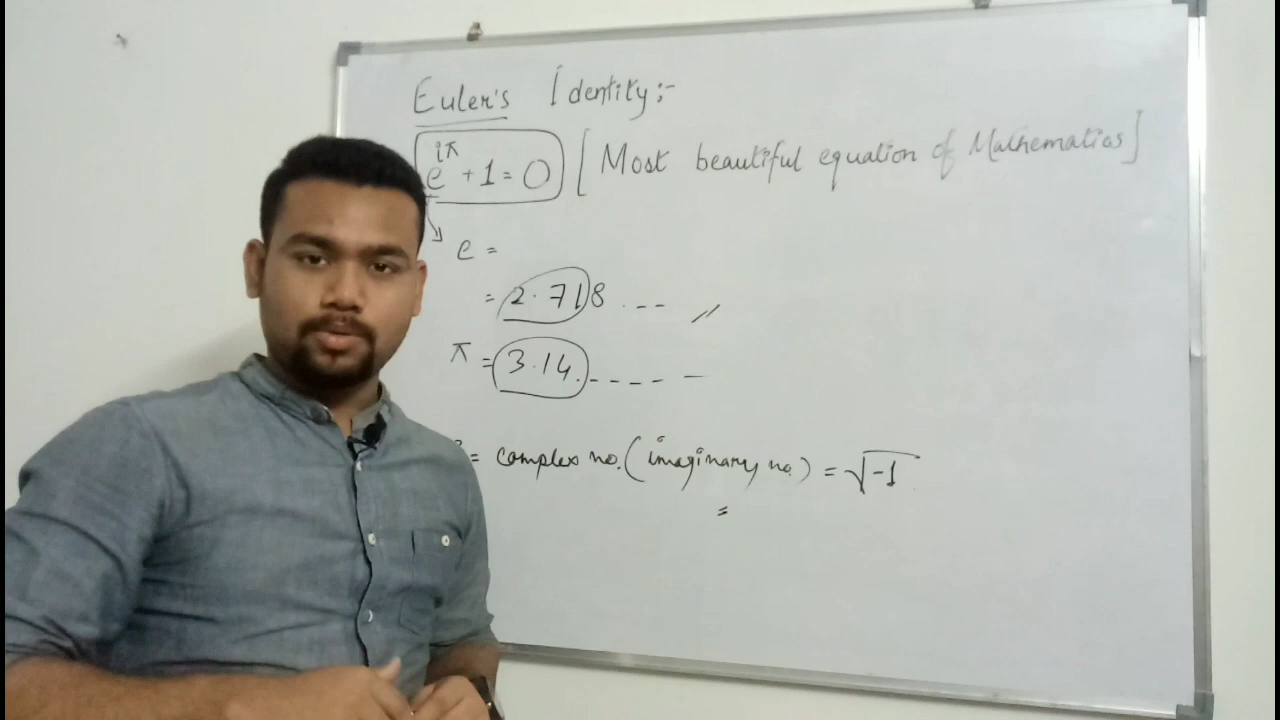 Euler's Identity :-
e^iπ + 1 = 0 [Most beautiful equation of Mathematics]
e =
= 2.718 . - - -
π = 3.14. - - - - -
= complex no. (imaginary no.) = √-1
=